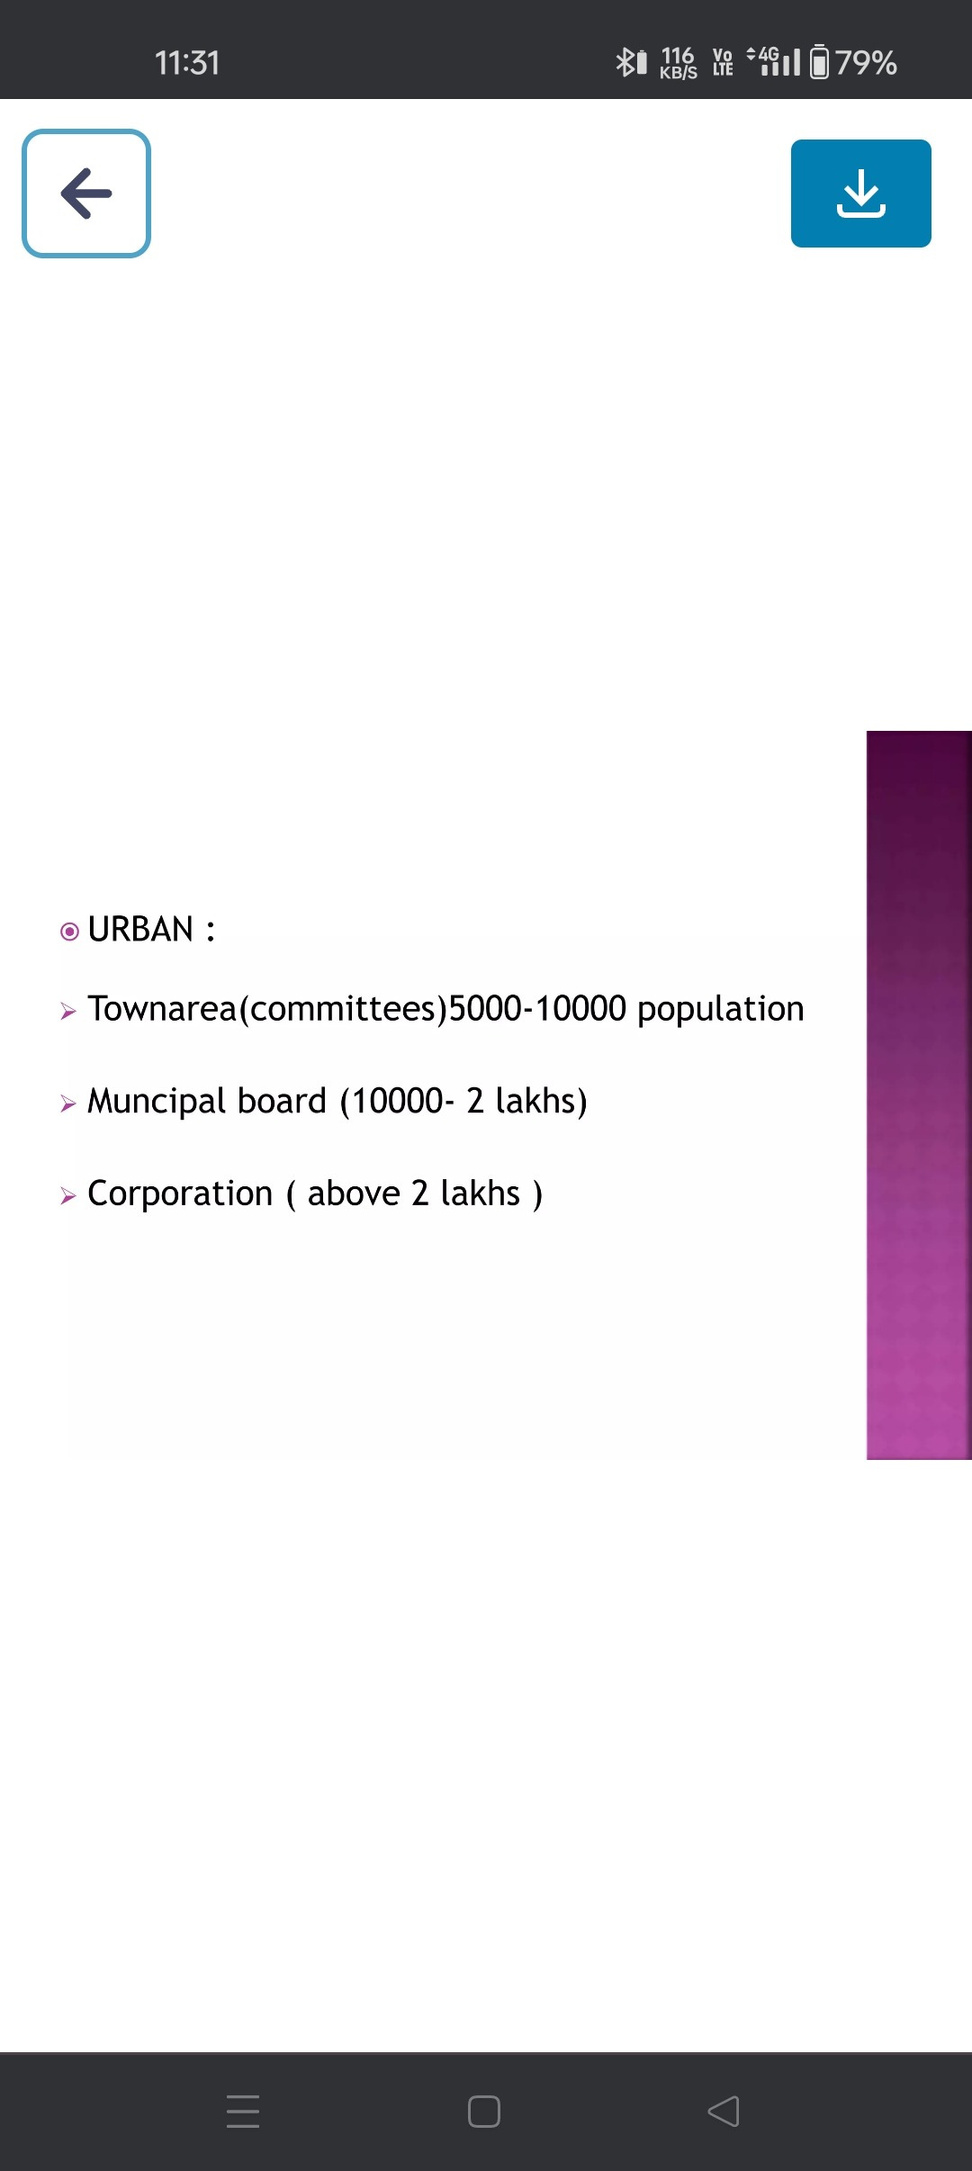 11:31
116
KB/S
Vo
LTE
4G
79%
URBAN :
Townarea(committees)5000-10000 population
Muncipal board (10000- 2 lakhs)
Corporation ( above 2 lakhs )